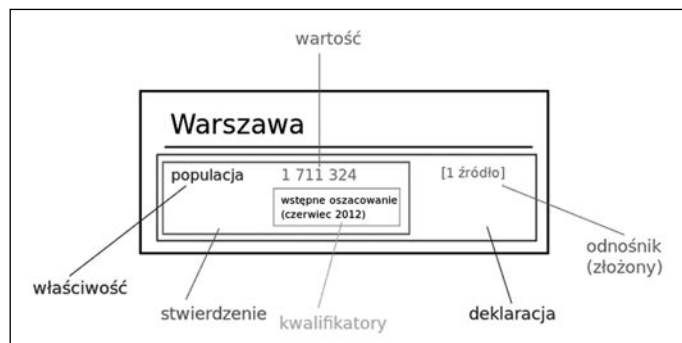 wartość
Warszawa
populacja 1 711 324 [1 źródło]
wstępne oszacowanie
(czerwiec 2012)
odnośnik
(złożony)
właściwość
stwierdzenie
kwalifikatory
deklaracja